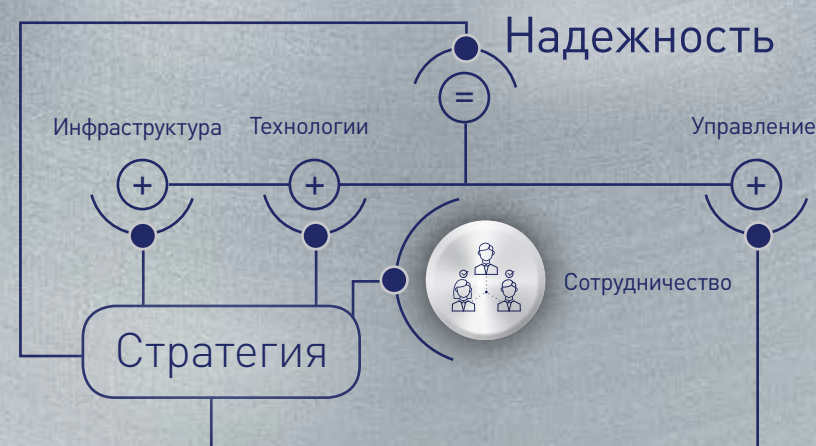 Надежность
=
Инфраструктура
Технологии
Управление
+
+
+
Сотрудничество
Стратегия